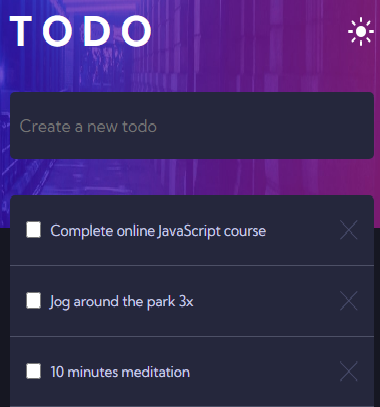 TODO
Create a new todo
Complete online JavaScript course
Jog around the park 3x
10 minutes meditation